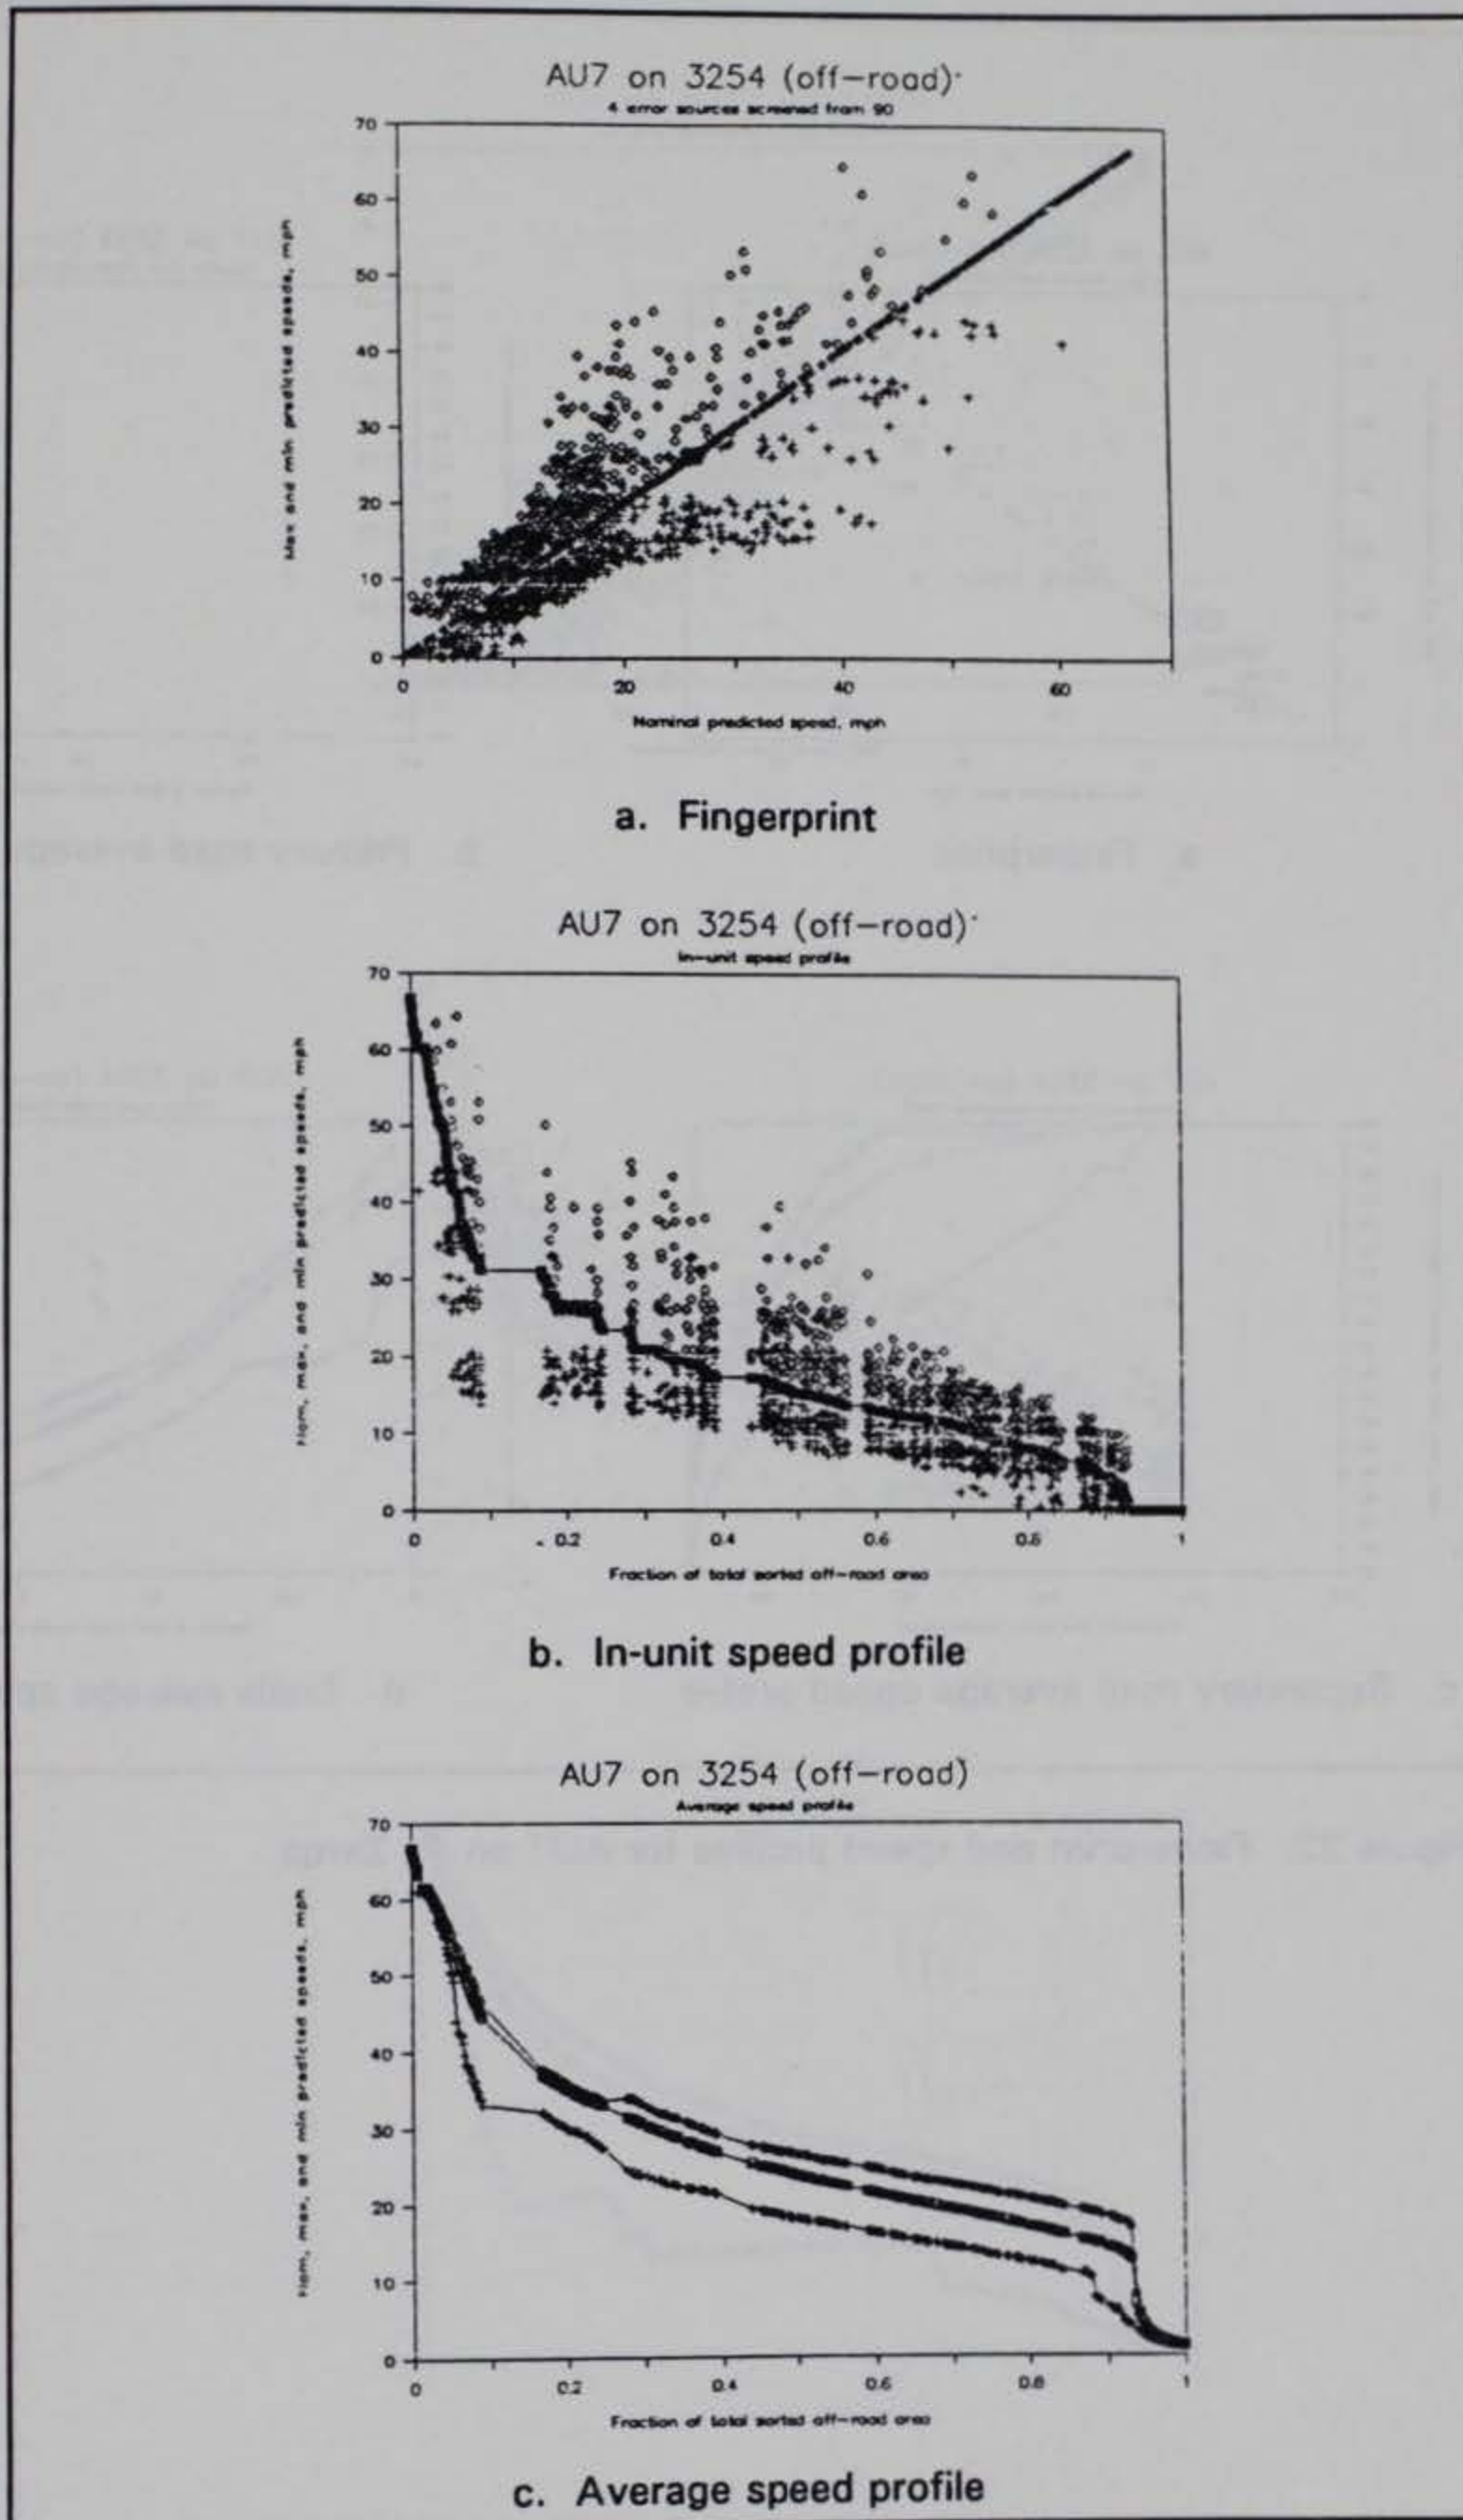 AU7 on 3254 (off-road)
4 error sources screened from 90
70
60
50
40
30
20
10
0
Max and min predicted speeds, mph
0 20 40 60
Nominal predicted speed, mph
a. Fingerprint
AU7 on 3254 (off-road)
In-unit speed profile
70
60
50
40
30
20
10
0
Nom, max, and min predicted speeds, mph
0 0.2 0.4 0.6 0.8 1
Fraction of total sorted off-road area
b. In-unit speed profile
AU7 on 3254 (off-road)
Average speed profile
70
60
50
40
30
20
10
0
Nom, max, and min predicted speeds, mph
0 0.2 0.4 0.6 0.8 1
Fraction of total sorted off-road area
c. Average speed profile